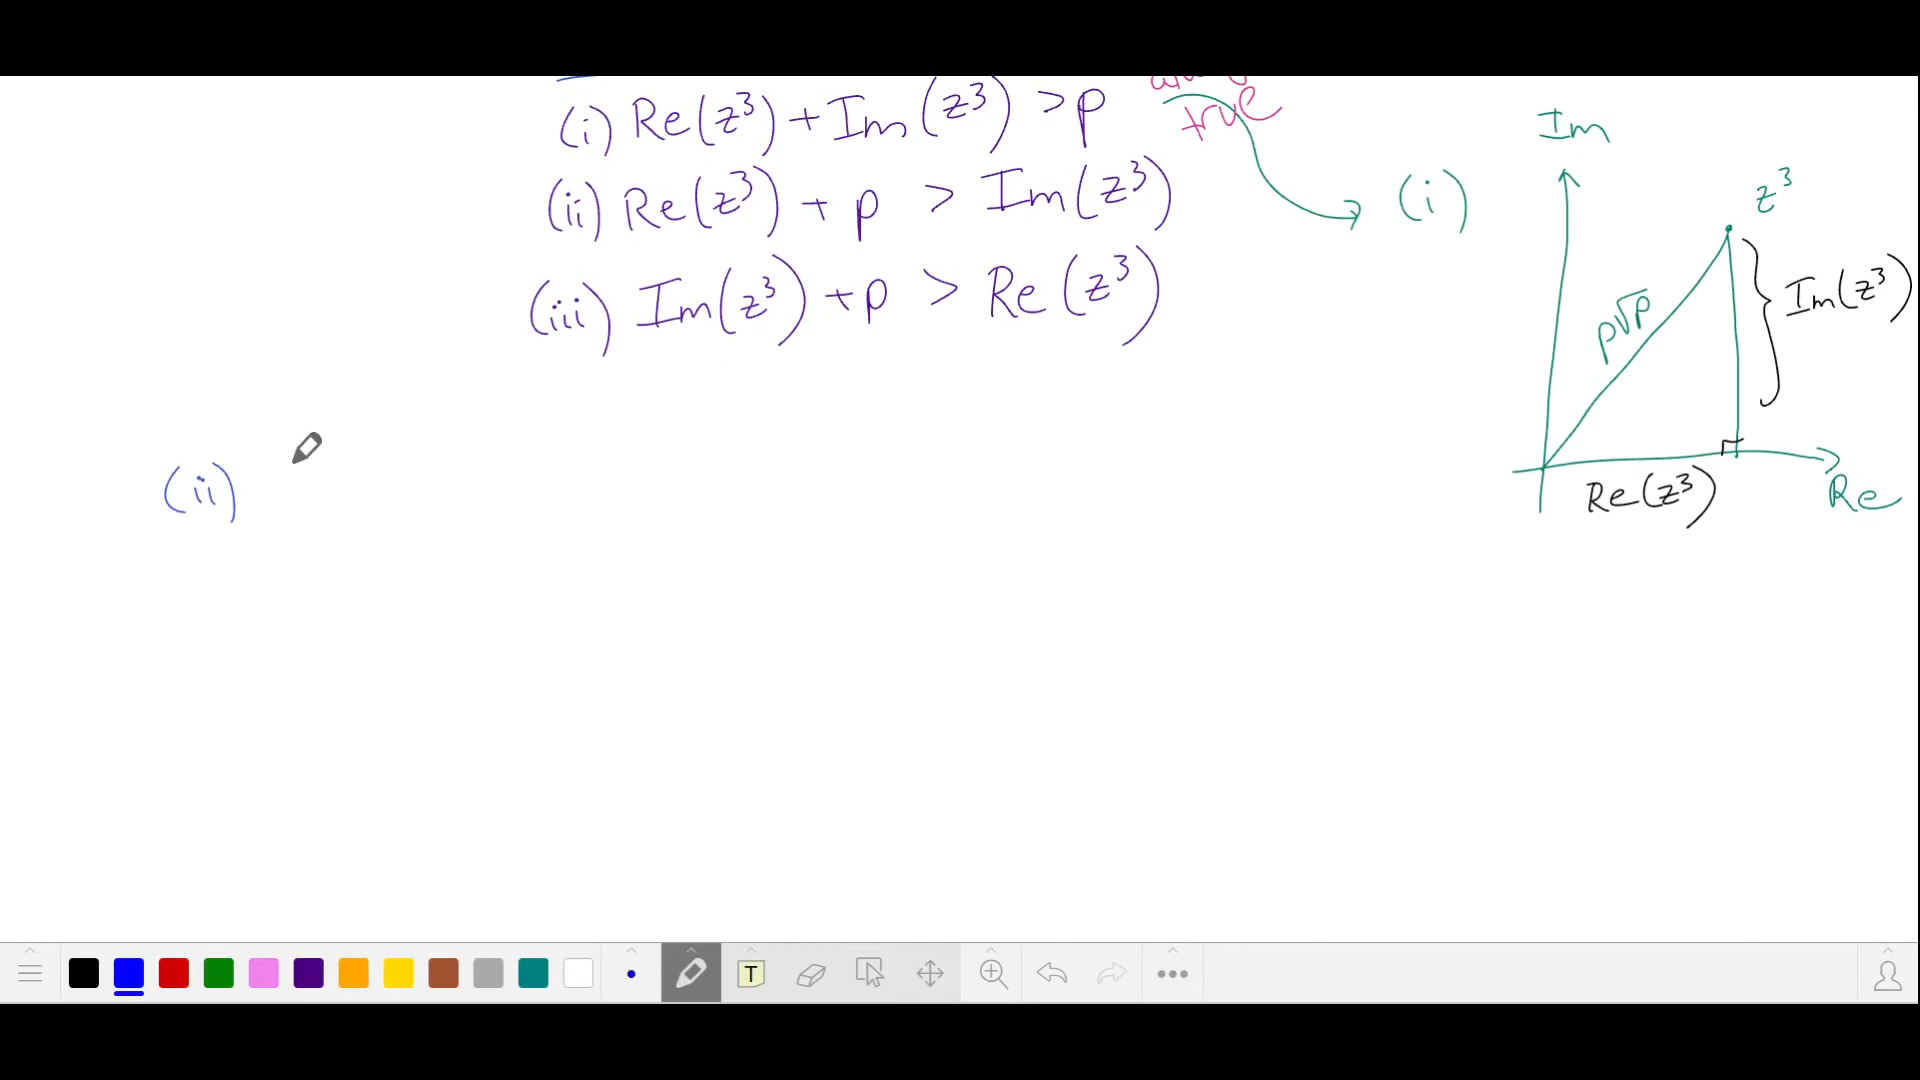 (i) Re(z³) + Im(z³) > p
true
(ii) Re(z³) + p > Im(z³)
(iii) Im(z³) + p > Re(z³)
(i)
Im
z³
p√p
Im(z³)
Re(z³)
Re
(ii)
T